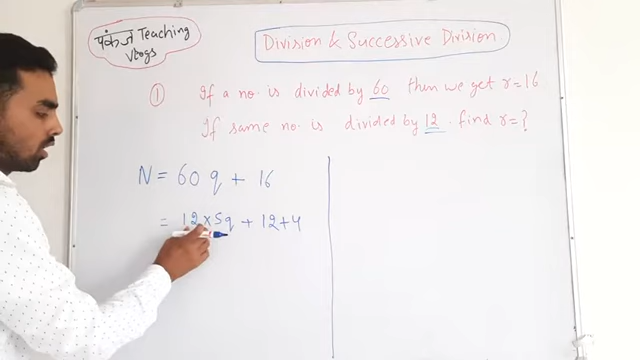 पंकज Teaching
Vlogs
Division & Successive Division
① If a no. is divided by 60 then we get r=16
If same no. is divided by 12. find r=?
N = 60 q + 16
= 12×5q + 12+4